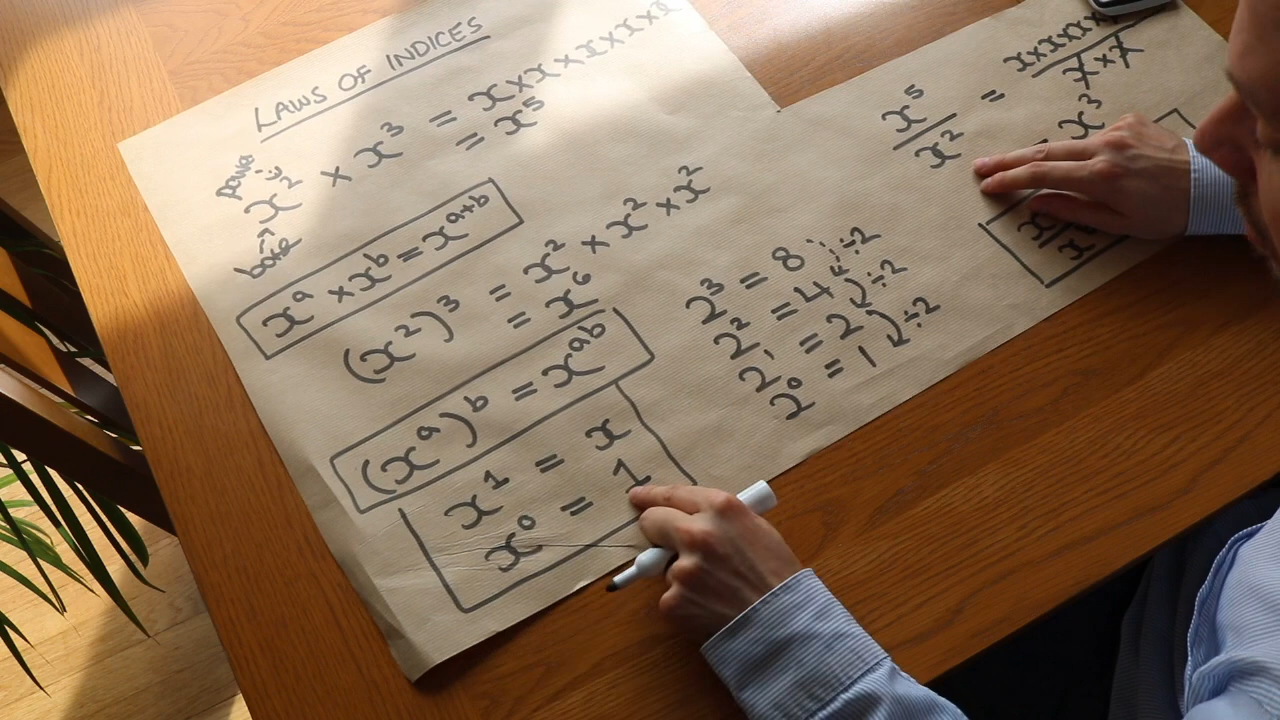 LAWS OF INDICES
power
x² × x³ = x×x×x×x×x
= x⁵
base →
xᵃ × xᵇ = xᵃ⁺ᵇ
(x²)³ = x² × x² × x²
= x⁶
(xᵃ)ᵇ = xᵃᵇ
x¹ = x
x⁰ = 1
x⁵/x² = x×x×x×x
x×x
= x³
2³ = 8 ÷2
2² = 4 ÷2
2¹ = 2 ÷2
2⁰ = 1